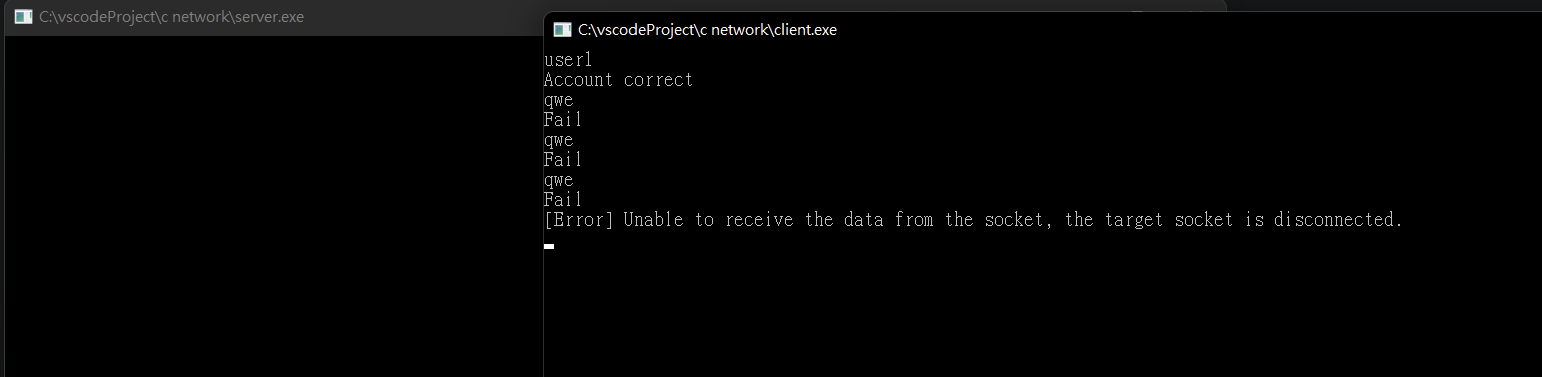 C:\vscodeProject\c network\server.exe
C:\vscodeProject\c network\client.exe
user1
Account correct
qwe
Fail
qwe
Fail
qwe
Fail
[Error] Unable to receive the data from the socket, the target socket is disconnected.